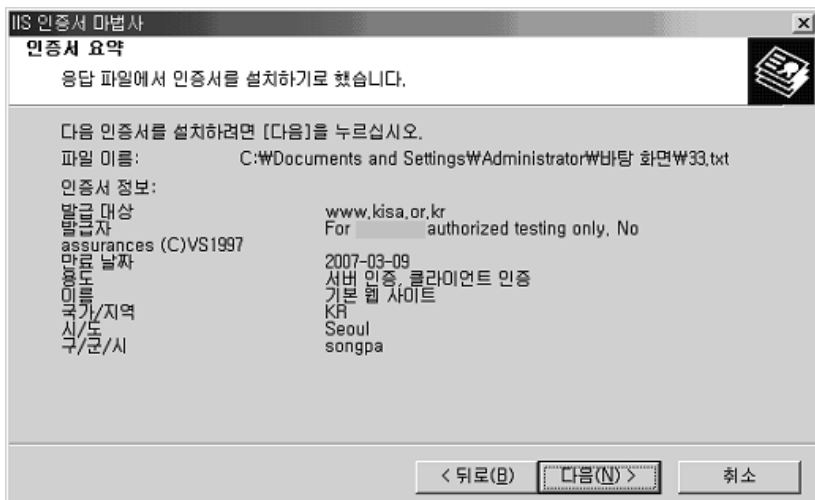 IIS 인증서 마법사
인증서 요약
응답 파일에서 인증서를 설치하기로 했습니다.
다음 인증서를 설치하려면 [다음]을 누르십시오.
파일 이름: C:₩Documents and Settings₩Administrator₩바탕 화면₩33.txt
인증서 정보:
발급 대상 www.kisa.or.kr
발급자 For authorized testing only. No
assurances (C)VS1997
만료 날짜 2007-03-09
용도 서버 인증, 클라이언트 인증
이름 기본 웹 사이트
국가/지역 KR
시/도 Seoul
구/군/시 songpa
< 뒤로(B) 다음(N) > 취소